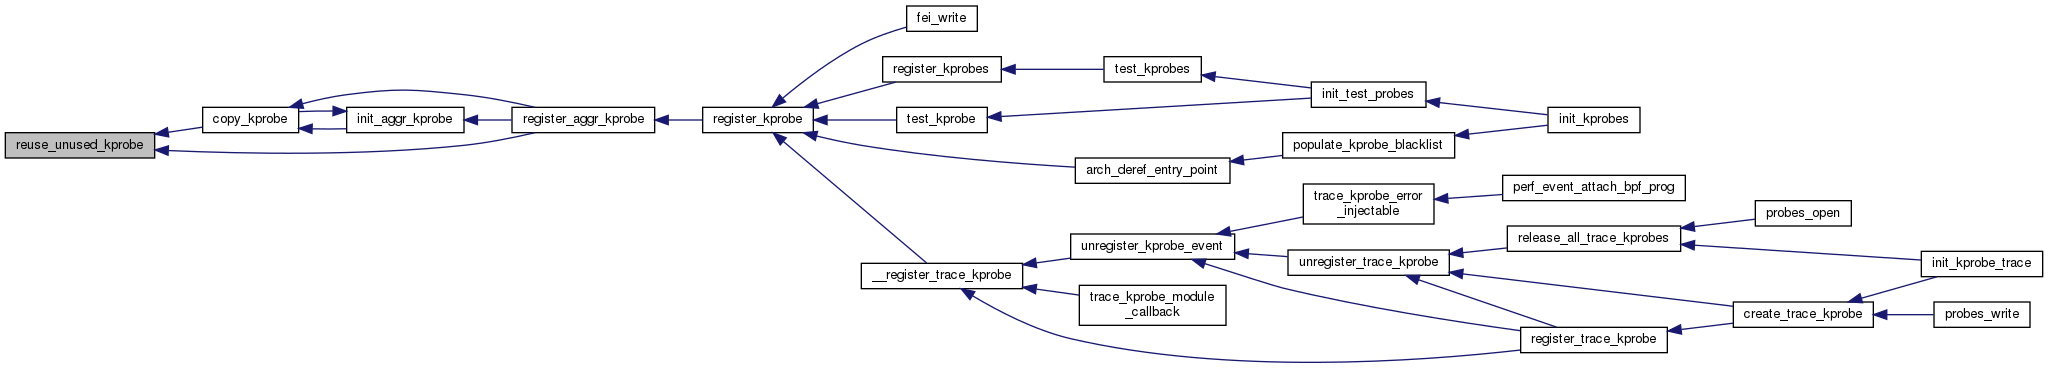 reuse_unused_kprobe
copy_kprobe
init_aggr_kprobe
register_aggr_kprobe
register_kprobe
fei_write
register_kprobes
test_kprobe
test_kprobes
init_test_probes
init_kprobes
arch_deref_entry_point
populate_kprobe_blacklist
__register_trace_kprobe
unregister_kprobe_event
trace_kprobe_error
_injectable
perf_event_attach_bpf_prog
trace_kprobe_module
_callback
unregister_trace_kprobe
release_all_trace_kprobes
probes_open
register_trace_kprobe
create_trace_kprobe
init_kprobe_trace
probes_write